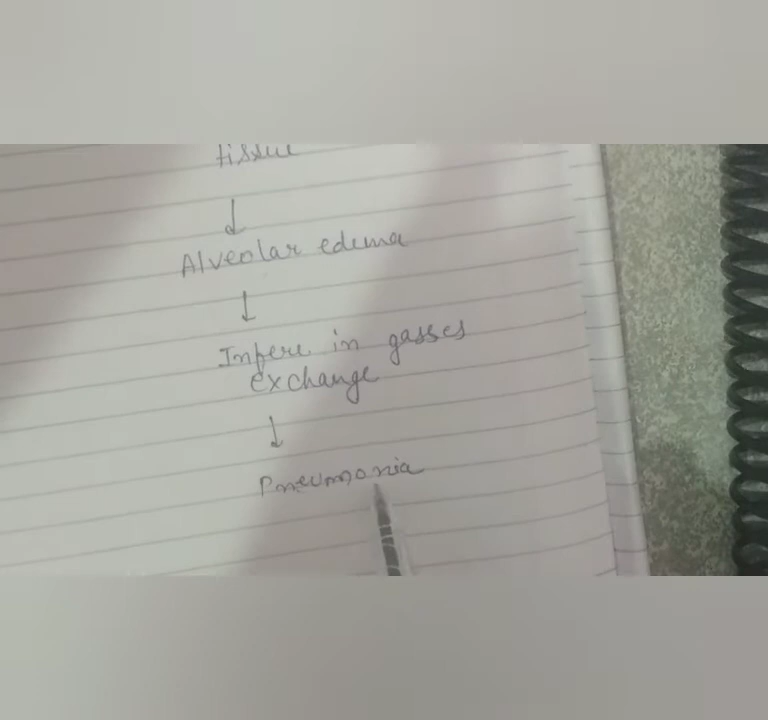 tissue
↓
Alveolar edema
↓
Infere in gasses
exchange
↓
Pneumonia